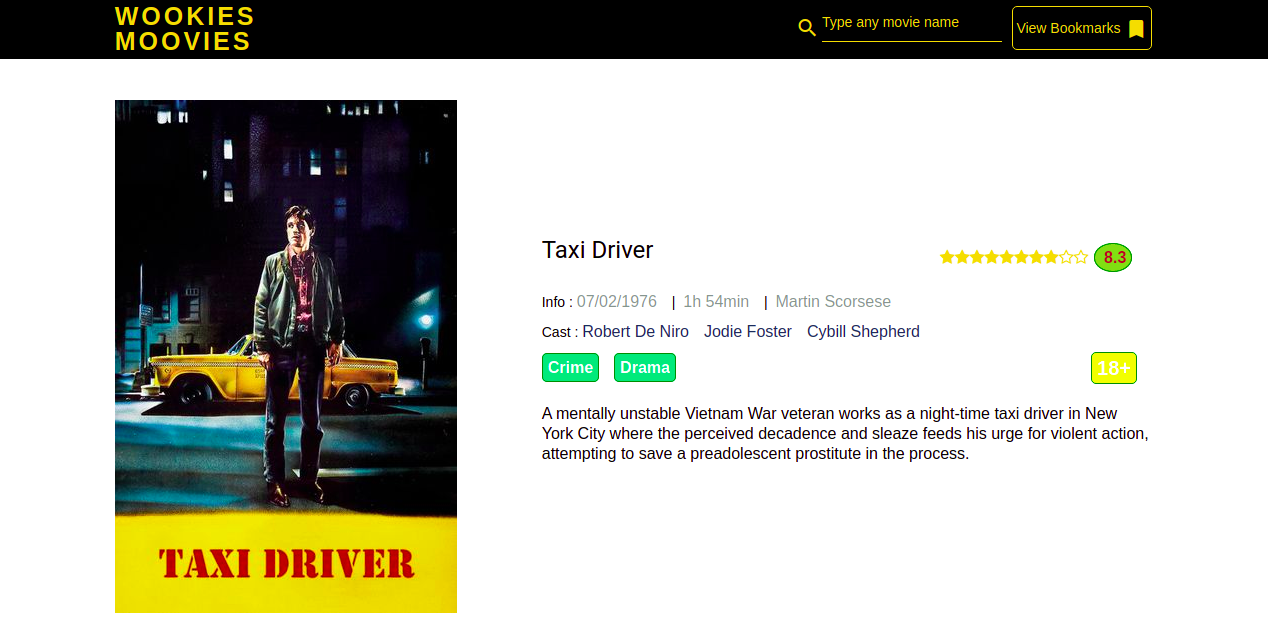 WOOKIES
MOOVIES
Type any movie name
View Bookmarks
Taxi Driver
8.3
Info : 07/02/1976 | 1h 54min | Martin Scorsese
Cast : Robert De Niro Jodie Foster Cybill Shepherd
Crime Drama
18+
A mentally unstable Vietnam War veteran works as a night-time taxi driver in New
York City where the perceived decadence and sleaze feeds his urge for violent action,
attempting to save a preadolescent prostitute in the process.
TAXI DRIVER